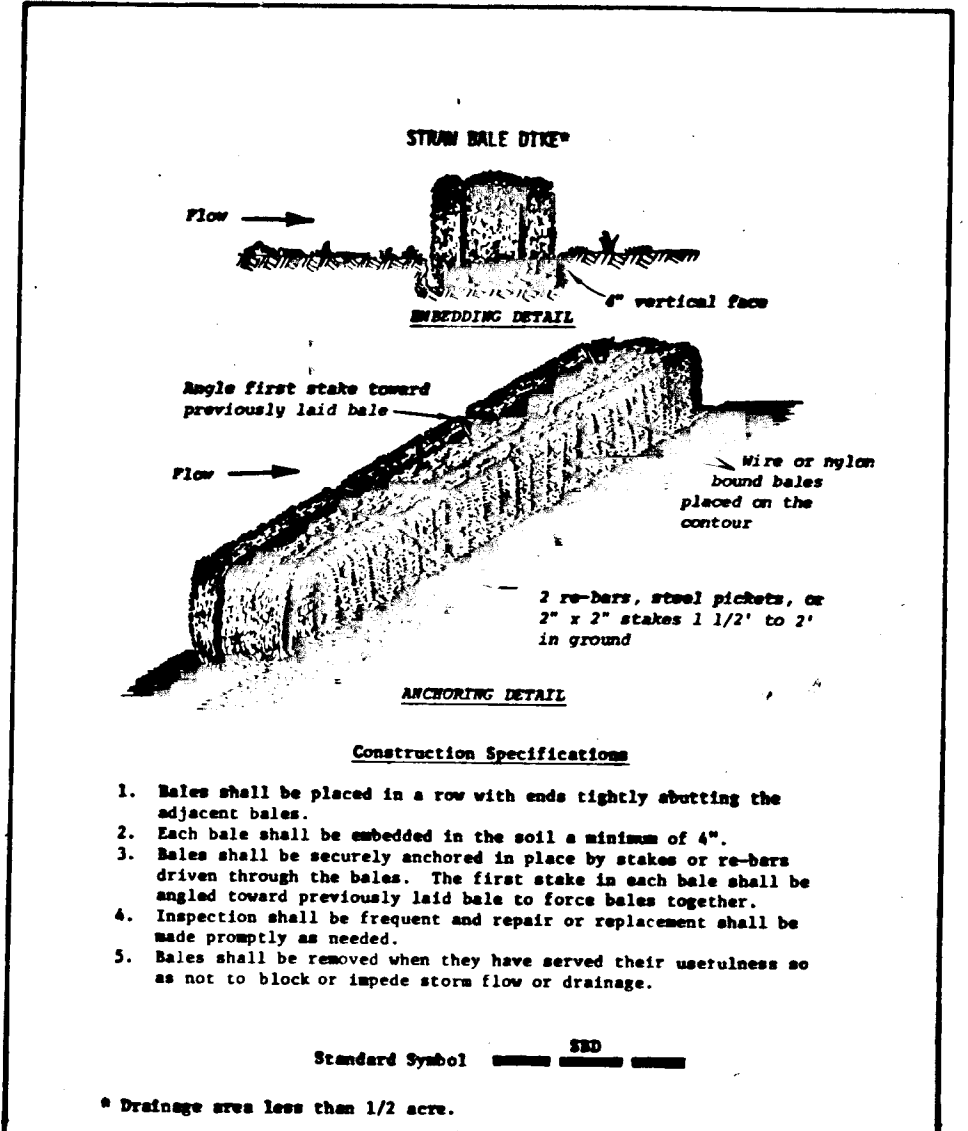 STRAW BALE DIKE*
Flow
4" vertical face
EMBEDDING DETAIL
Angle first stake toward
previously laid bale
Flow
Wire or nylon
bound bales
placed on the
contour
2 re-bars, steel pickets, or
2" x 2" stakes 1 1/2' to 2'
in ground
ANCHORING DETAIL
Construction Specifications
1. Bales shall be placed in a row with ends tightly abutting the
adjacent bales.
2. Each bale shall be embedded in the soil a minimum of 4".
3. Bales shall be securely anchored in place by stakes or re-bars
driven through the bales. The first stake in each bale shall be
angled toward previously laid bale to force bales together.
4. Inspection shall be frequent and repair or replacement shall be
made promptly as needed.
5. Bales shall be removed when they have served their usefulness so
as not to block or impede storm flow or drainage.
SBD
Standard Symbol
* Drainage area less than 1/2 acre.